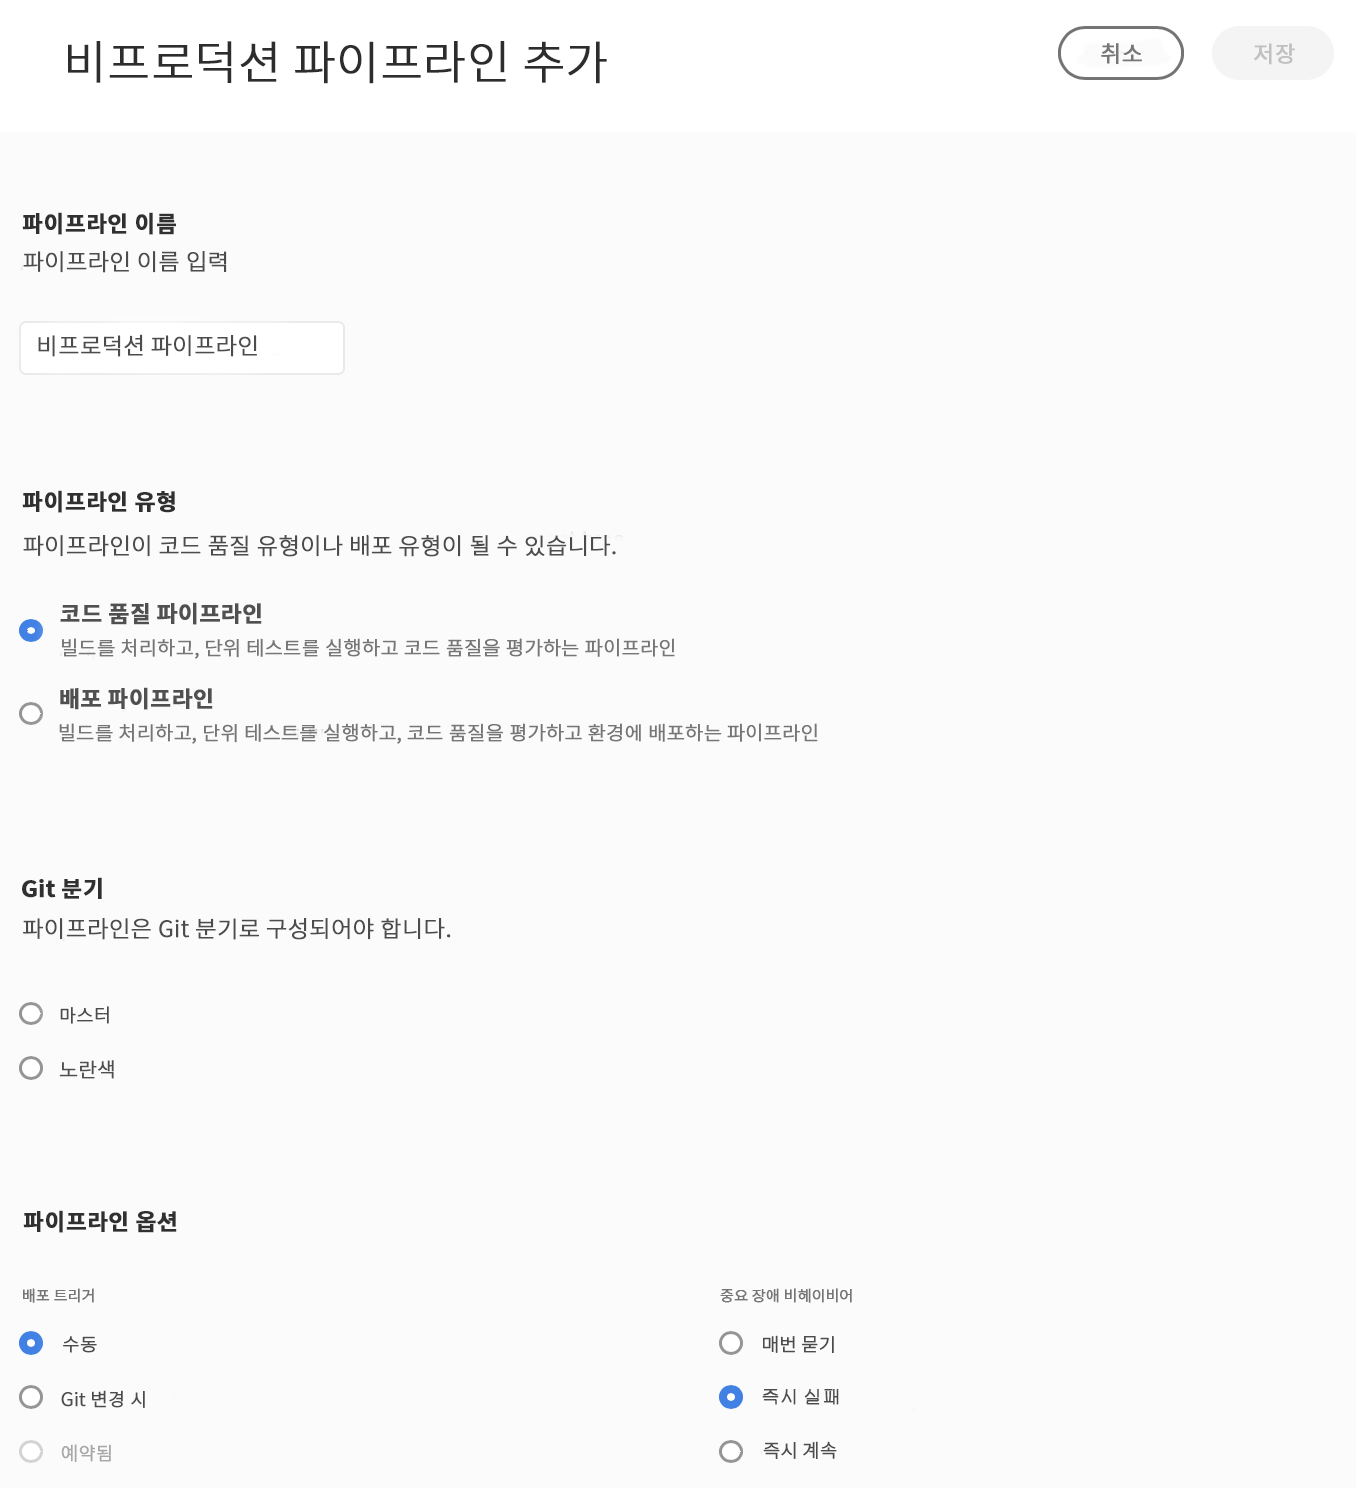 비프로덕션 파이프라인 추가
취소
저장
파이프라인 이름
파이프라인 이름 입력
비프로덕션 파이프라인
파이프라인 유형
파이프라인이 코드 품질 유형이나 배포 유형이 될 수 있습니다.
코드 품질 파이프라인
빌드를 처리하고, 단위 테스트를 실행하고 코드 품질을 평가하는 파이프라인
배포 파이프라인
빌드를 처리하고, 단위 테스트를 실행하고, 코드 품질을 평가하고 환경에 배포하는 파이프라인
Git 분기
파이프라인은 Git 분기로 구성되어야 합니다.
마스터
노란색
파이프라인 옵션
배포 트리거
수동
Git 변경 시
예약됨
중요 장애 비헤이비어
매번 묻기
즉시 실패
즉시 계속